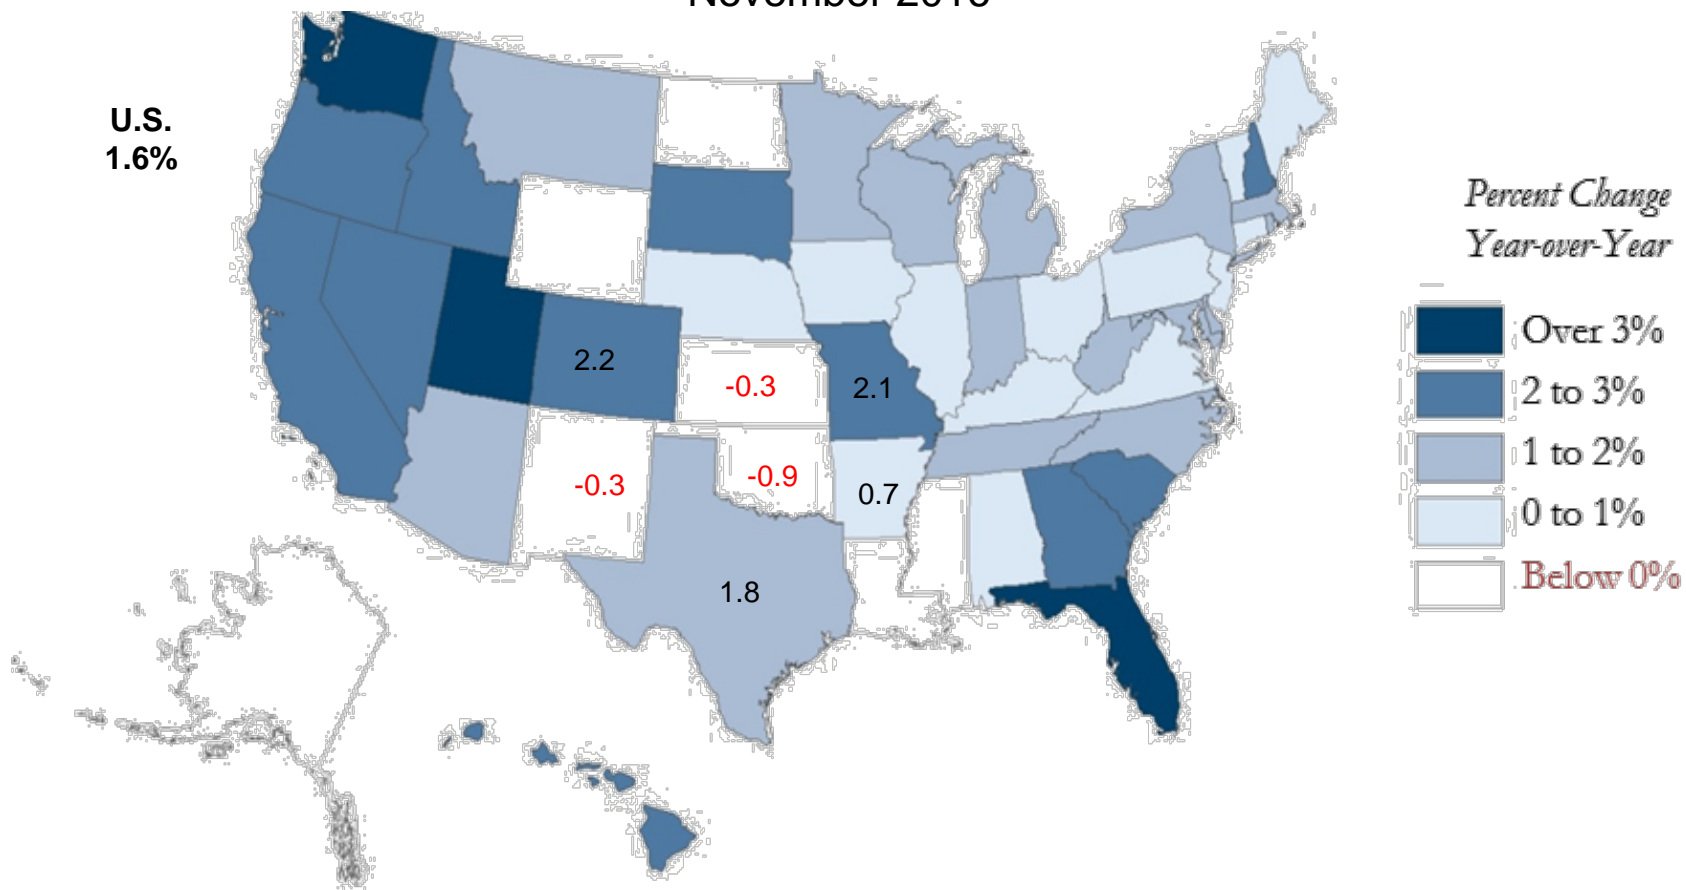 U.S.
1.6%
2.2
-0.3
2.1
-0.3
-0.9
0.7
1.8
Percent Change
Year-over-Year
Over 3%
2 to 3%
1 to 2%
0 to 1%
Below 0%